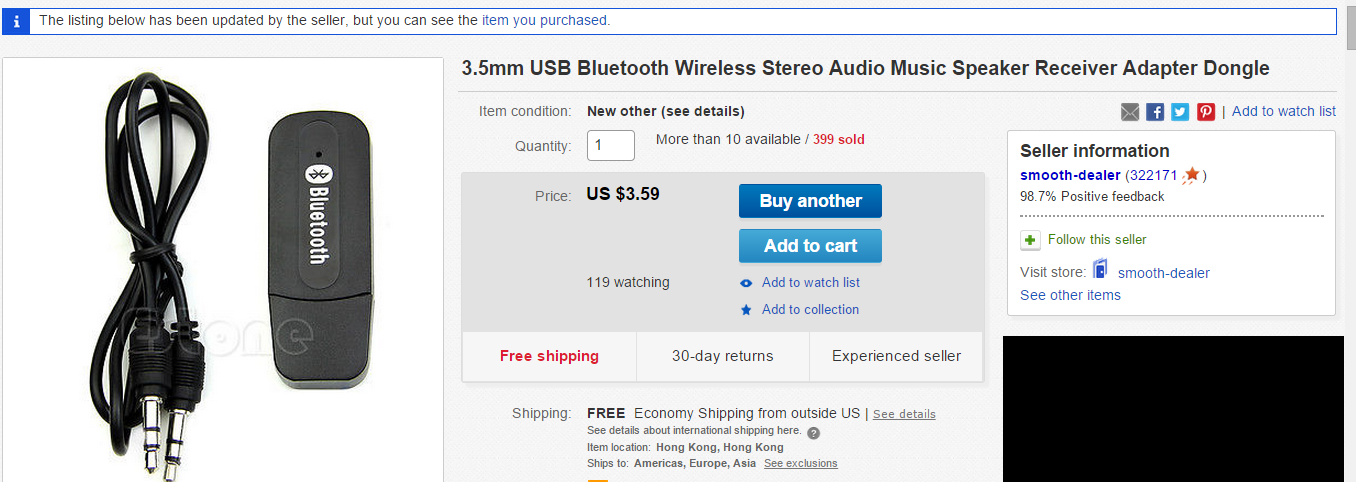 The listing below has been updated by the seller, but you can see the item you purchased.
3.5mm USB Bluetooth Wireless Stereo Audio Music Speaker Receiver Adapter Dongle
Item condition: New other (see details)
| Add to watch list
Quantity: 1 More than 10 available / 399 sold
Price: US $3.59
Buy another
Add to cart
119 watching
Add to watch list
Add to collection
Free shipping
30-day returns
Experienced seller
Shipping: FREE Economy Shipping from outside US | See details
See details about international shipping here. ?
Item location: Hong Kong, Hong Kong
Ships to: Americas, Europe, Asia See exclusions
Seller information
smooth-dealer (322171)
98.7% Positive feedback
Follow this seller
Visit store: smooth-dealer
See other items
Bluetooth